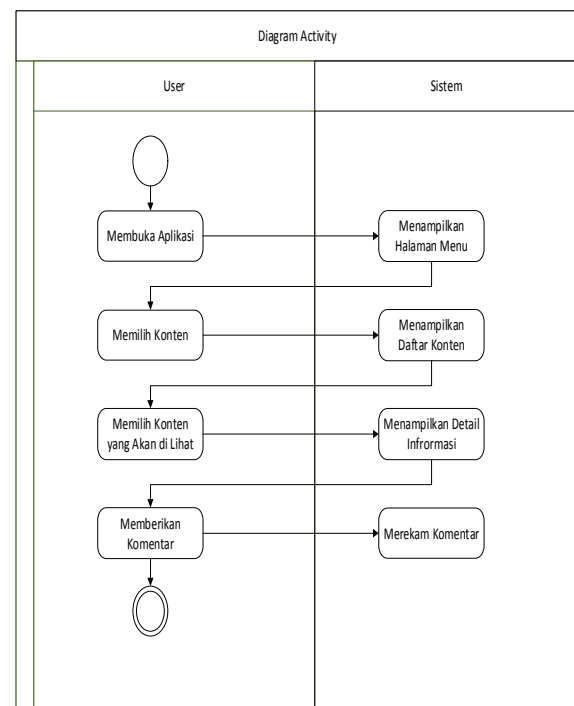 Diagram Activity
User
Sistem
Membuka Aplikasi
Menampilkan
Halaman Menu
Memilih Konten
Menampilkan
Daftar Konten
Memilih Konten
yang Akan di Lihat
Menampilkan Detail
Infrormasi
Memberikan
Komentar
Merekam Komentar